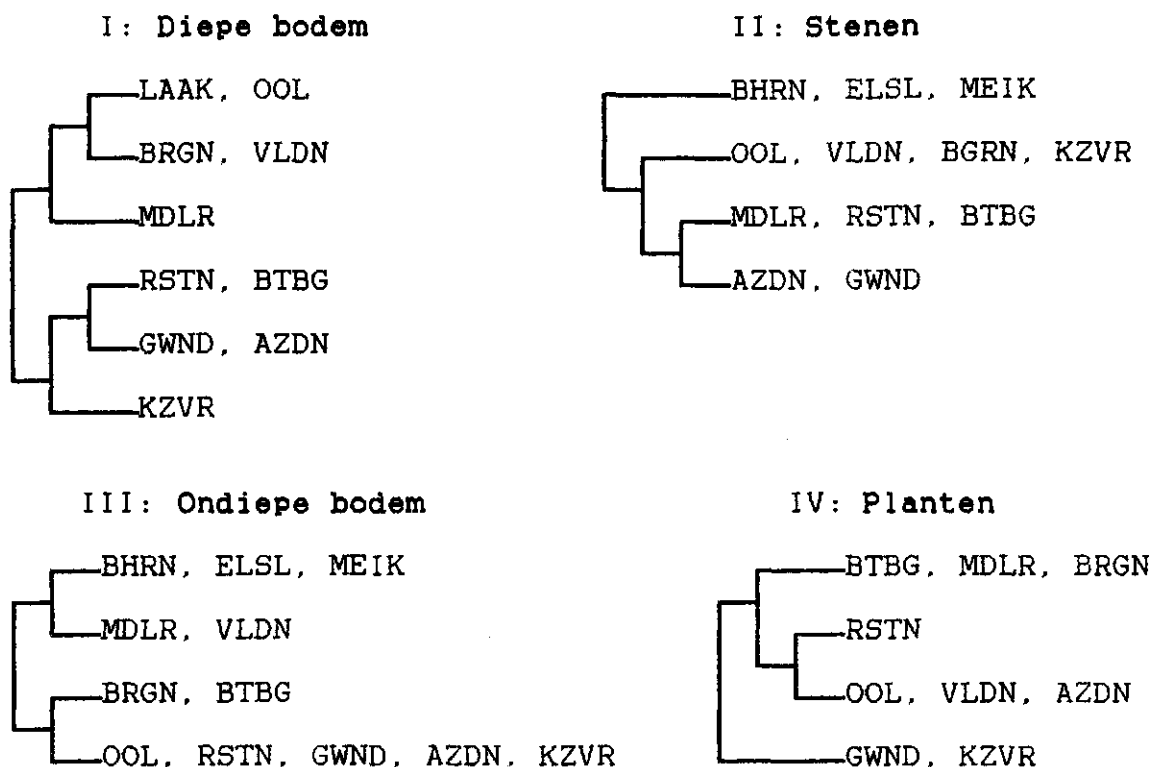 I: Diepe bodem
LAAK, OOL
BRGN, VLDN
MDLR
RSTN, BTBG
GWND, AZDN
KZVR
II: Stenen
BHRN, ELSL, MEIK
OOL, VLDN, BGRN, KZVR
MDLR, RSTN, BTBG
AZDN, GWND
III: Ondiepe bodem
BHRN, ELSL, MEIK
MDLR, VLDN
BRGN, BTBG
OOL, RSTN, GWND, AZDN, KZVR
IV: Planten
BTBG, MDLR, BRGN
RSTN
OOL, VLDN, AZDN
GWND, KZVR